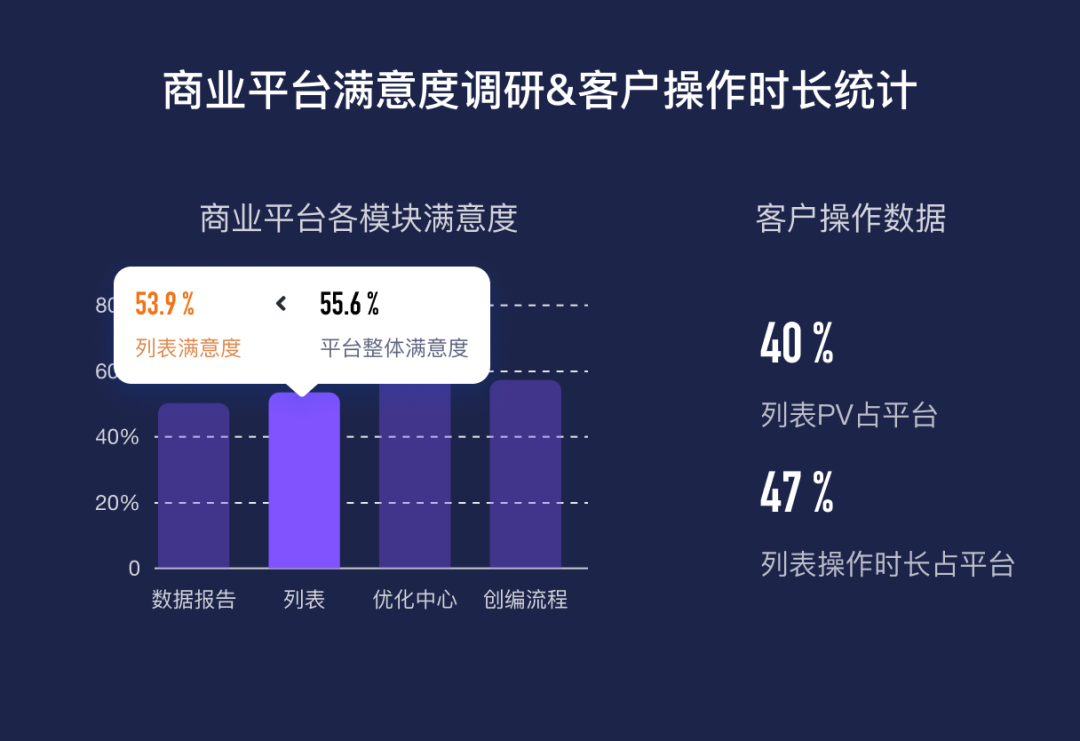 商业平台满意度调研&客户操作时长统计
商业平台各模块满意度
53.9 % < 55.6 %
列表满意度 平台整体满意度
40%
20%
0
数据报告 列表 优化中心 创编流程
客户操作数据
40 %
列表PV占平台
47 %
列表操作时长占平台